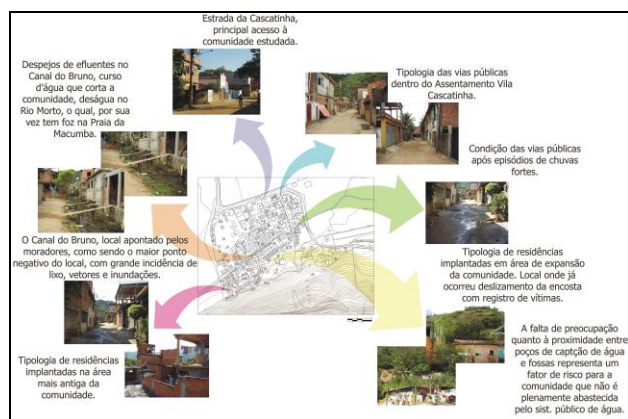 Estrada da Cascatinha,
principal acesso à
comunidade estudada.
Despejos de efluentes no
Canal do Bruno, curso
d'água que corta a
comunidade, deságua no
Rio Morto, o qual, por sua
vez tem foz na Praia da
Macumba.
Tipologia das vias públicas
dentro do Assentamento Vila
Cascatinha.
Condição das vias públicas
após episódios de chuvas
fortes.
O Canal do Bruno, local apontado pelos
moradores, como sendo o maior ponto
negativo do local, com grande incidência de
lixo, vetores e inundações.
Tipologia de residências
implantadas em área de expansão
da comunidade. Local onde já
ocorreu deslizamento da encosta
com registro de vítimas.
Tipologia de residências
implantadas na área
mais antiga da
comunidade.
A falta de preocupação
quanto à proximidade entre
poços de captção de água
e fossas representa um
fator de risco para a
comunidade que não é
plenamente abastecida
pelo sist. público de água.